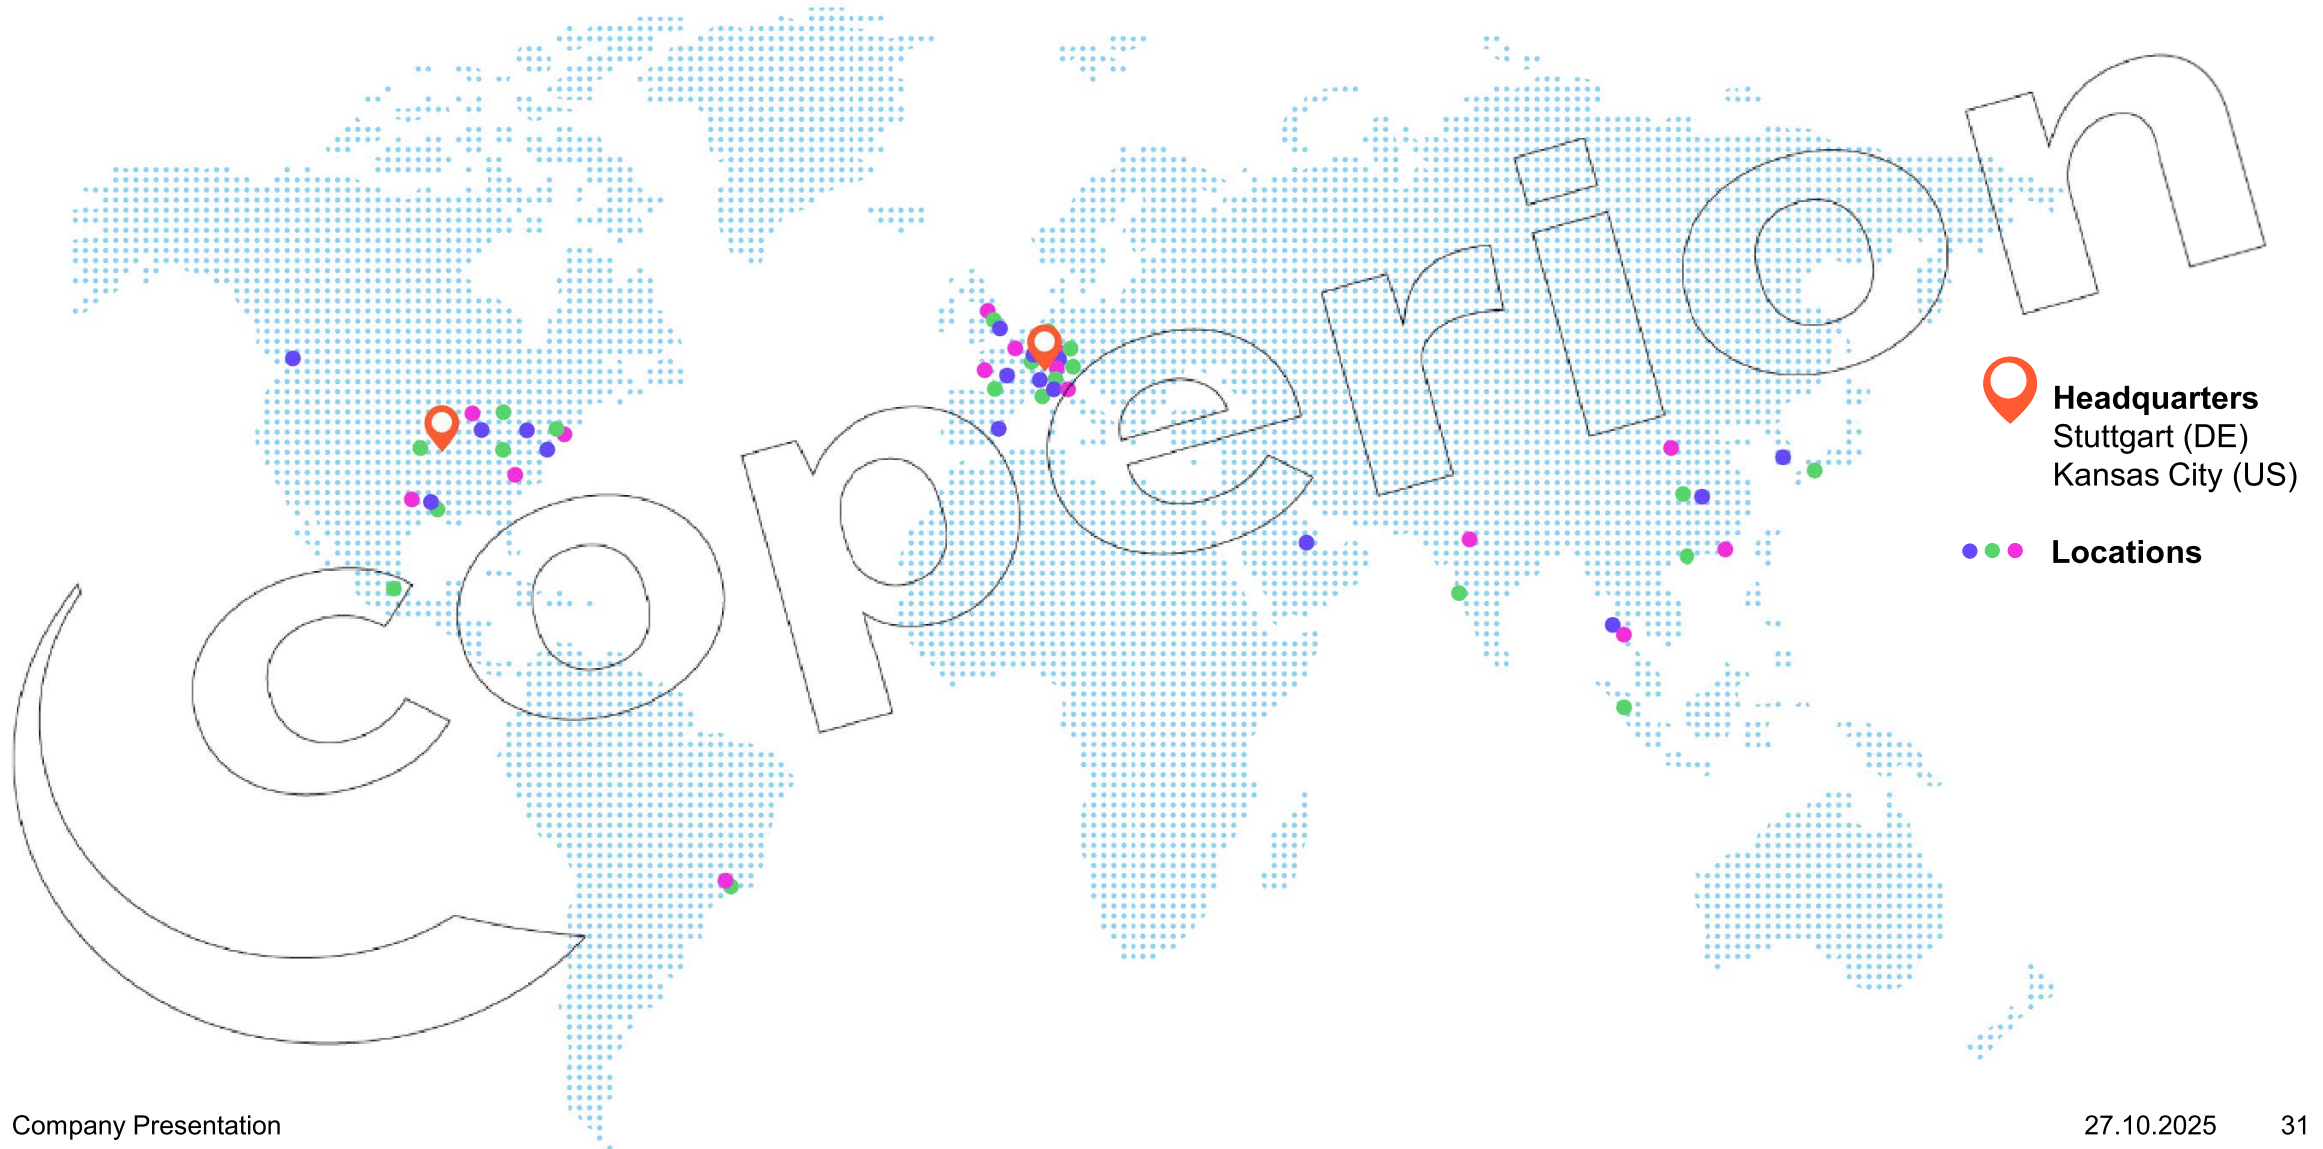 coperion
Headquarters
Stuttgart (DE)
Kansas City (US)
Locations
Company Presentation
27.10.2025
31